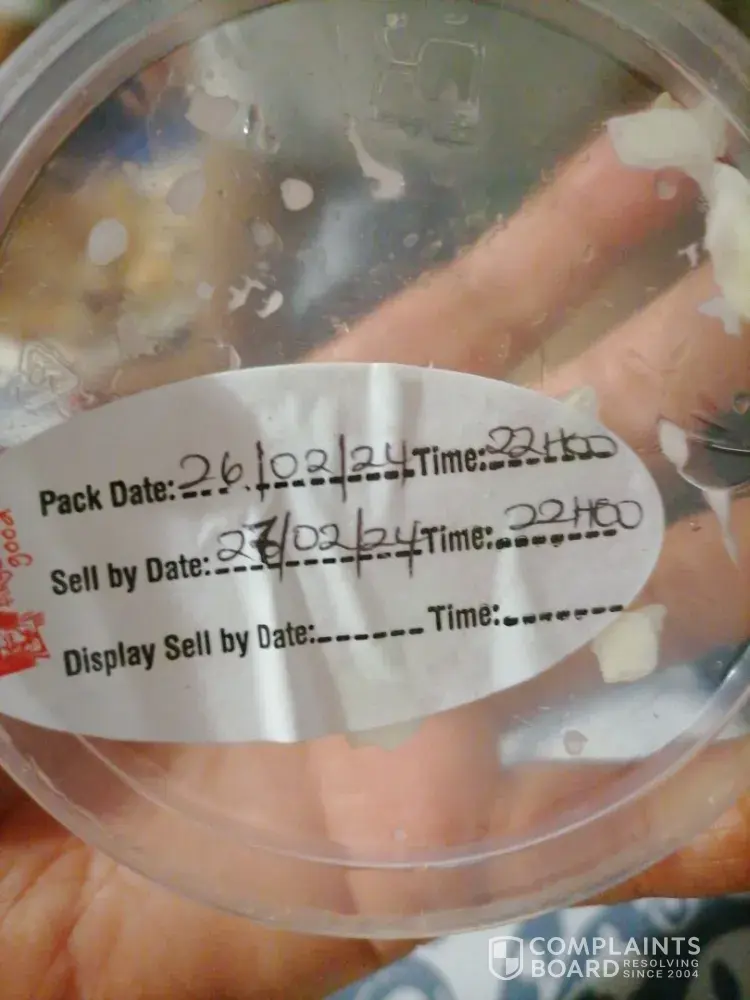 Pack Date: 26/02/24 Time: 22H00
Sell by Date: 27/02/24 Time: 22H00
Display Sell by Date: Time:
good
COMPLAINTS
BOARD RESOLVING
SINCE 2004